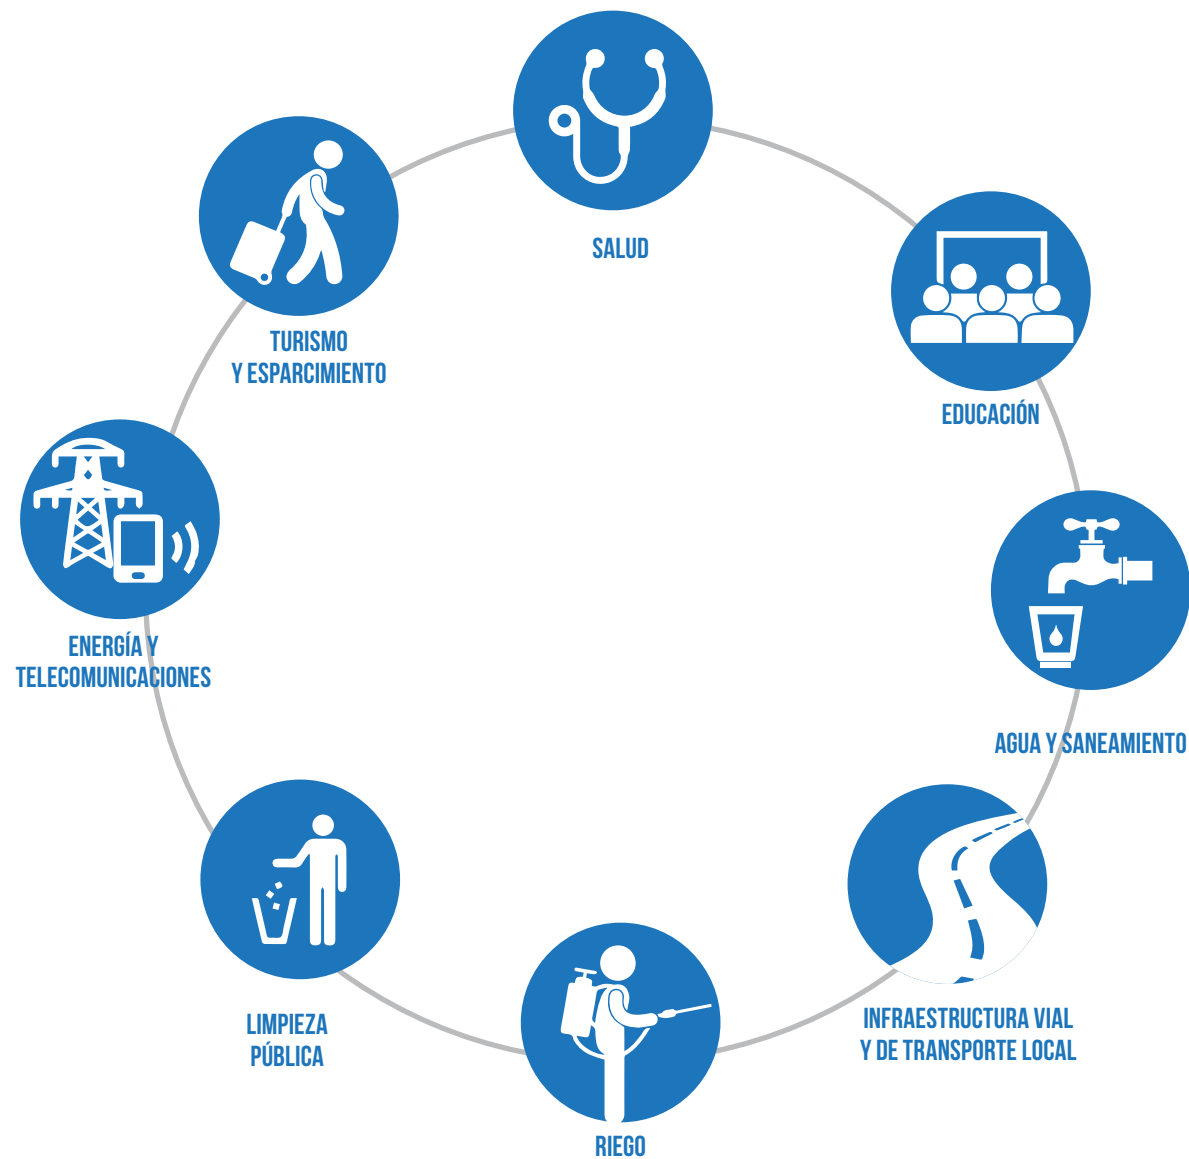 SALUD
TURISMO
Y ESPARCIMIENTO
EDUCACIÓN
ENERGÍA Y
TELECOMUNICACIONES
AGUA Y SANEAMIENTO
LIMPIEZA
PÚBLICA
INFRAESTRUCTURA VIAL
Y DE TRANSPORTE LOCAL
RIEGO